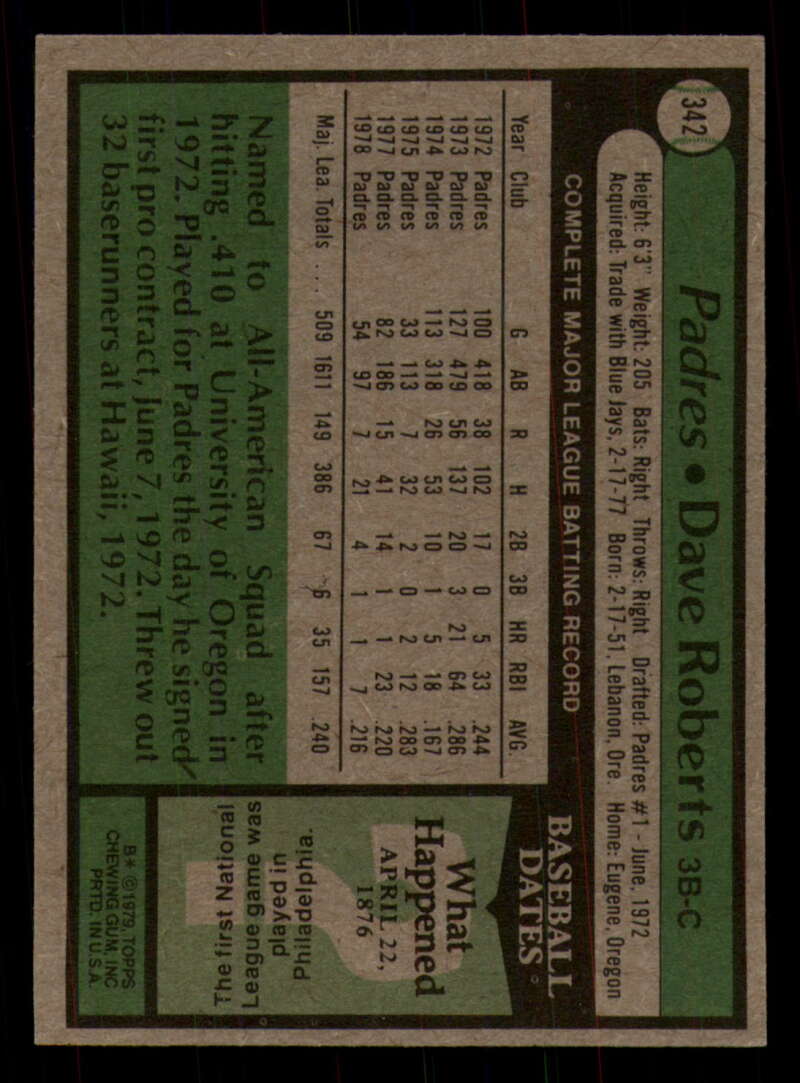 342
Padres • Dave Roberts 3B-C
Height: 6'3" Weight: 205 Bats: Right Throws: Right Drafted: Padres #1 - June, 1972
Acquired: Trade with Blue Jays, 2-17-77 Born: 2-17-51, Lebanon, Ore. Home: Eugene, Oregon
COMPLETE MAJOR LEAGUE BATTING RECORD
Year Club G AB R H 2B 3B HR RBI AVG.
1972 Padres 100 418 38 102 17 0 5 33 .244
1973 Padres 127 479 56 137 20 3 21 64 .286
1974 Padres 113 318 26 53 10 1 5 18 .167
1975 Padres 33 113 7 32 2 0 2 12 .283
1977 Padres 82 186 15 41 14 1 1 23 .220
1978 Padres 54 97 7 21 4 1 1 7 .216
Maj. Lea. Totals .... 509 1611 149 386 67 6 35 157 .240
Named to All-American Squad after
hitting .410 at University of Oregon in
1972. Played for Padres the day he signed
first pro contract, June 7, 1972. Threw out
32 baserunners at Hawaii, 1972.
BASEBALL
DATES
What
Happened
APRIL 22,
1876
The first National
League game was
played in
Philadelphia.
B* © 1979, TOPPS
CHEWING GUM, INC
PRTD. IN U.S.A.